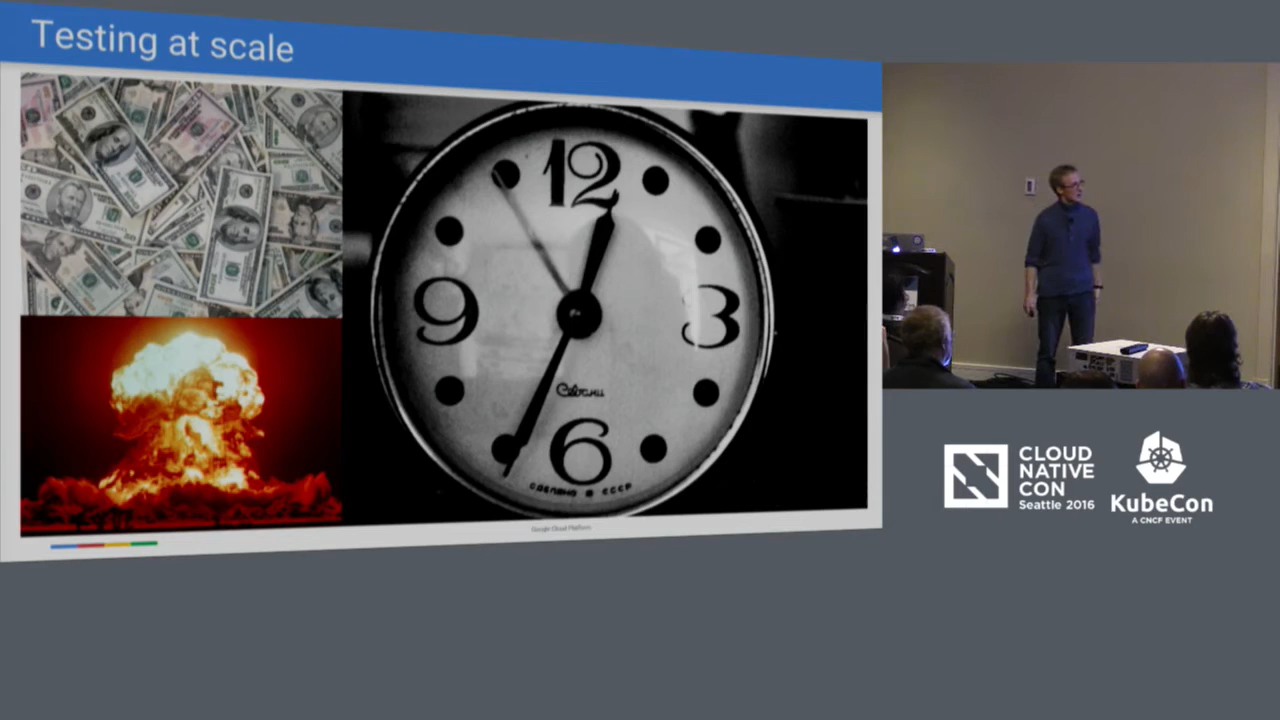 Testing at scale
12
9
3
Севани
6
СДЕЛАНО В СССР
Google Cloud Platform
CLOUD
NATIVE
CON
Seattle 2016
KubeCon
A CNCF EVENT